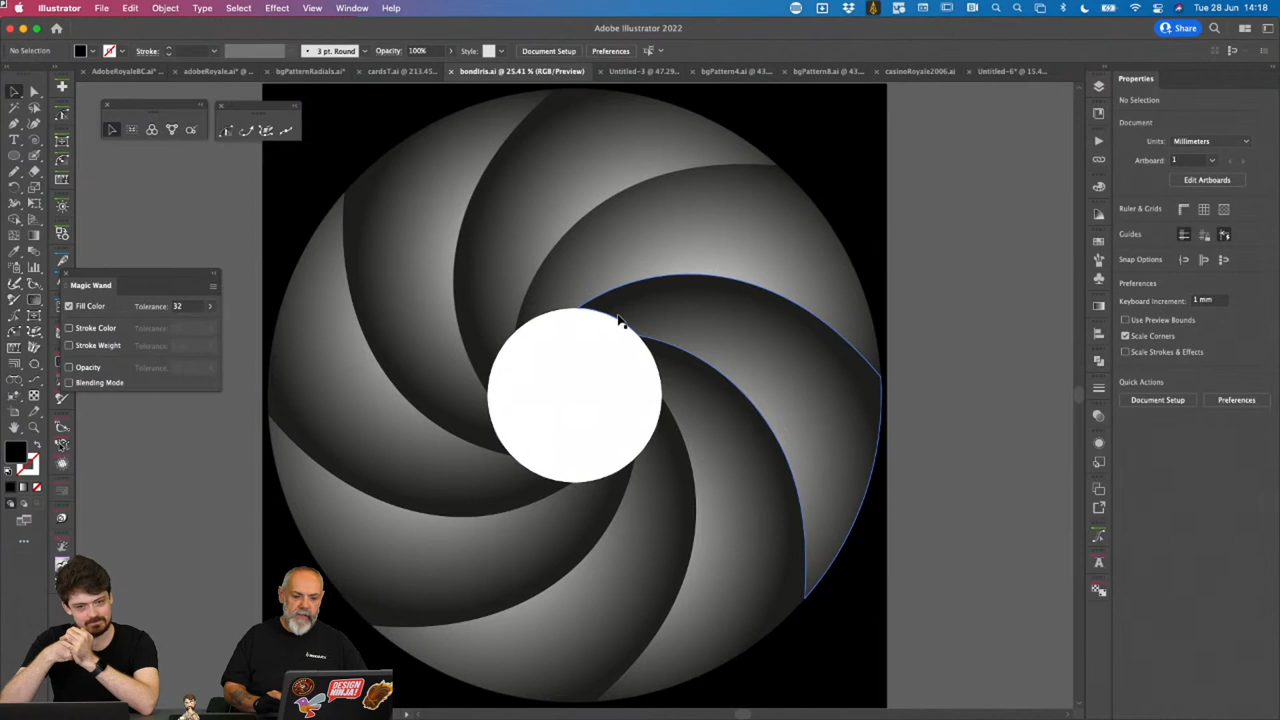 Illustrator File Edit Object Type Select Effect View Window Help Tue 28 Jun 14:18
Adobe Illustrator 2022
Share
No Selection Stroke: 3 pt. Round Opacity: 100% Style: Document Setup Preferences
AdobeRoyaleBC.ai* ... adobeRoyale.ai* @ ... bgPatternRadials.ai* cardsT.ai @ 213.45... bondIris.ai @ 25.41 % (RGB/Preview) Untitled-3 @ 47.29... bgPattern4.ai @ 43.... bgPattern8.ai @ 43.... casinoRoyale2006.ai Untitled-6* @ 15.4...
Properties
No Selection
Document
Units: Millimeters
Artboard: 1
Edit Artboards
Ruler & Grids
Guides
Snap Options
Preferences
Keyboard Increment: 1 mm
Use Preview Bounds
Scale Corners
Scale Strokes & Effects
Quick Actions
Document Setup Preferences
Magic Wand
Fill Color Tolerance: 32
Stroke Color Tolerance:
Stroke Weight Tolerance:
Opacity Tolerance:
Blending Mode
DESIGN
NINJA!